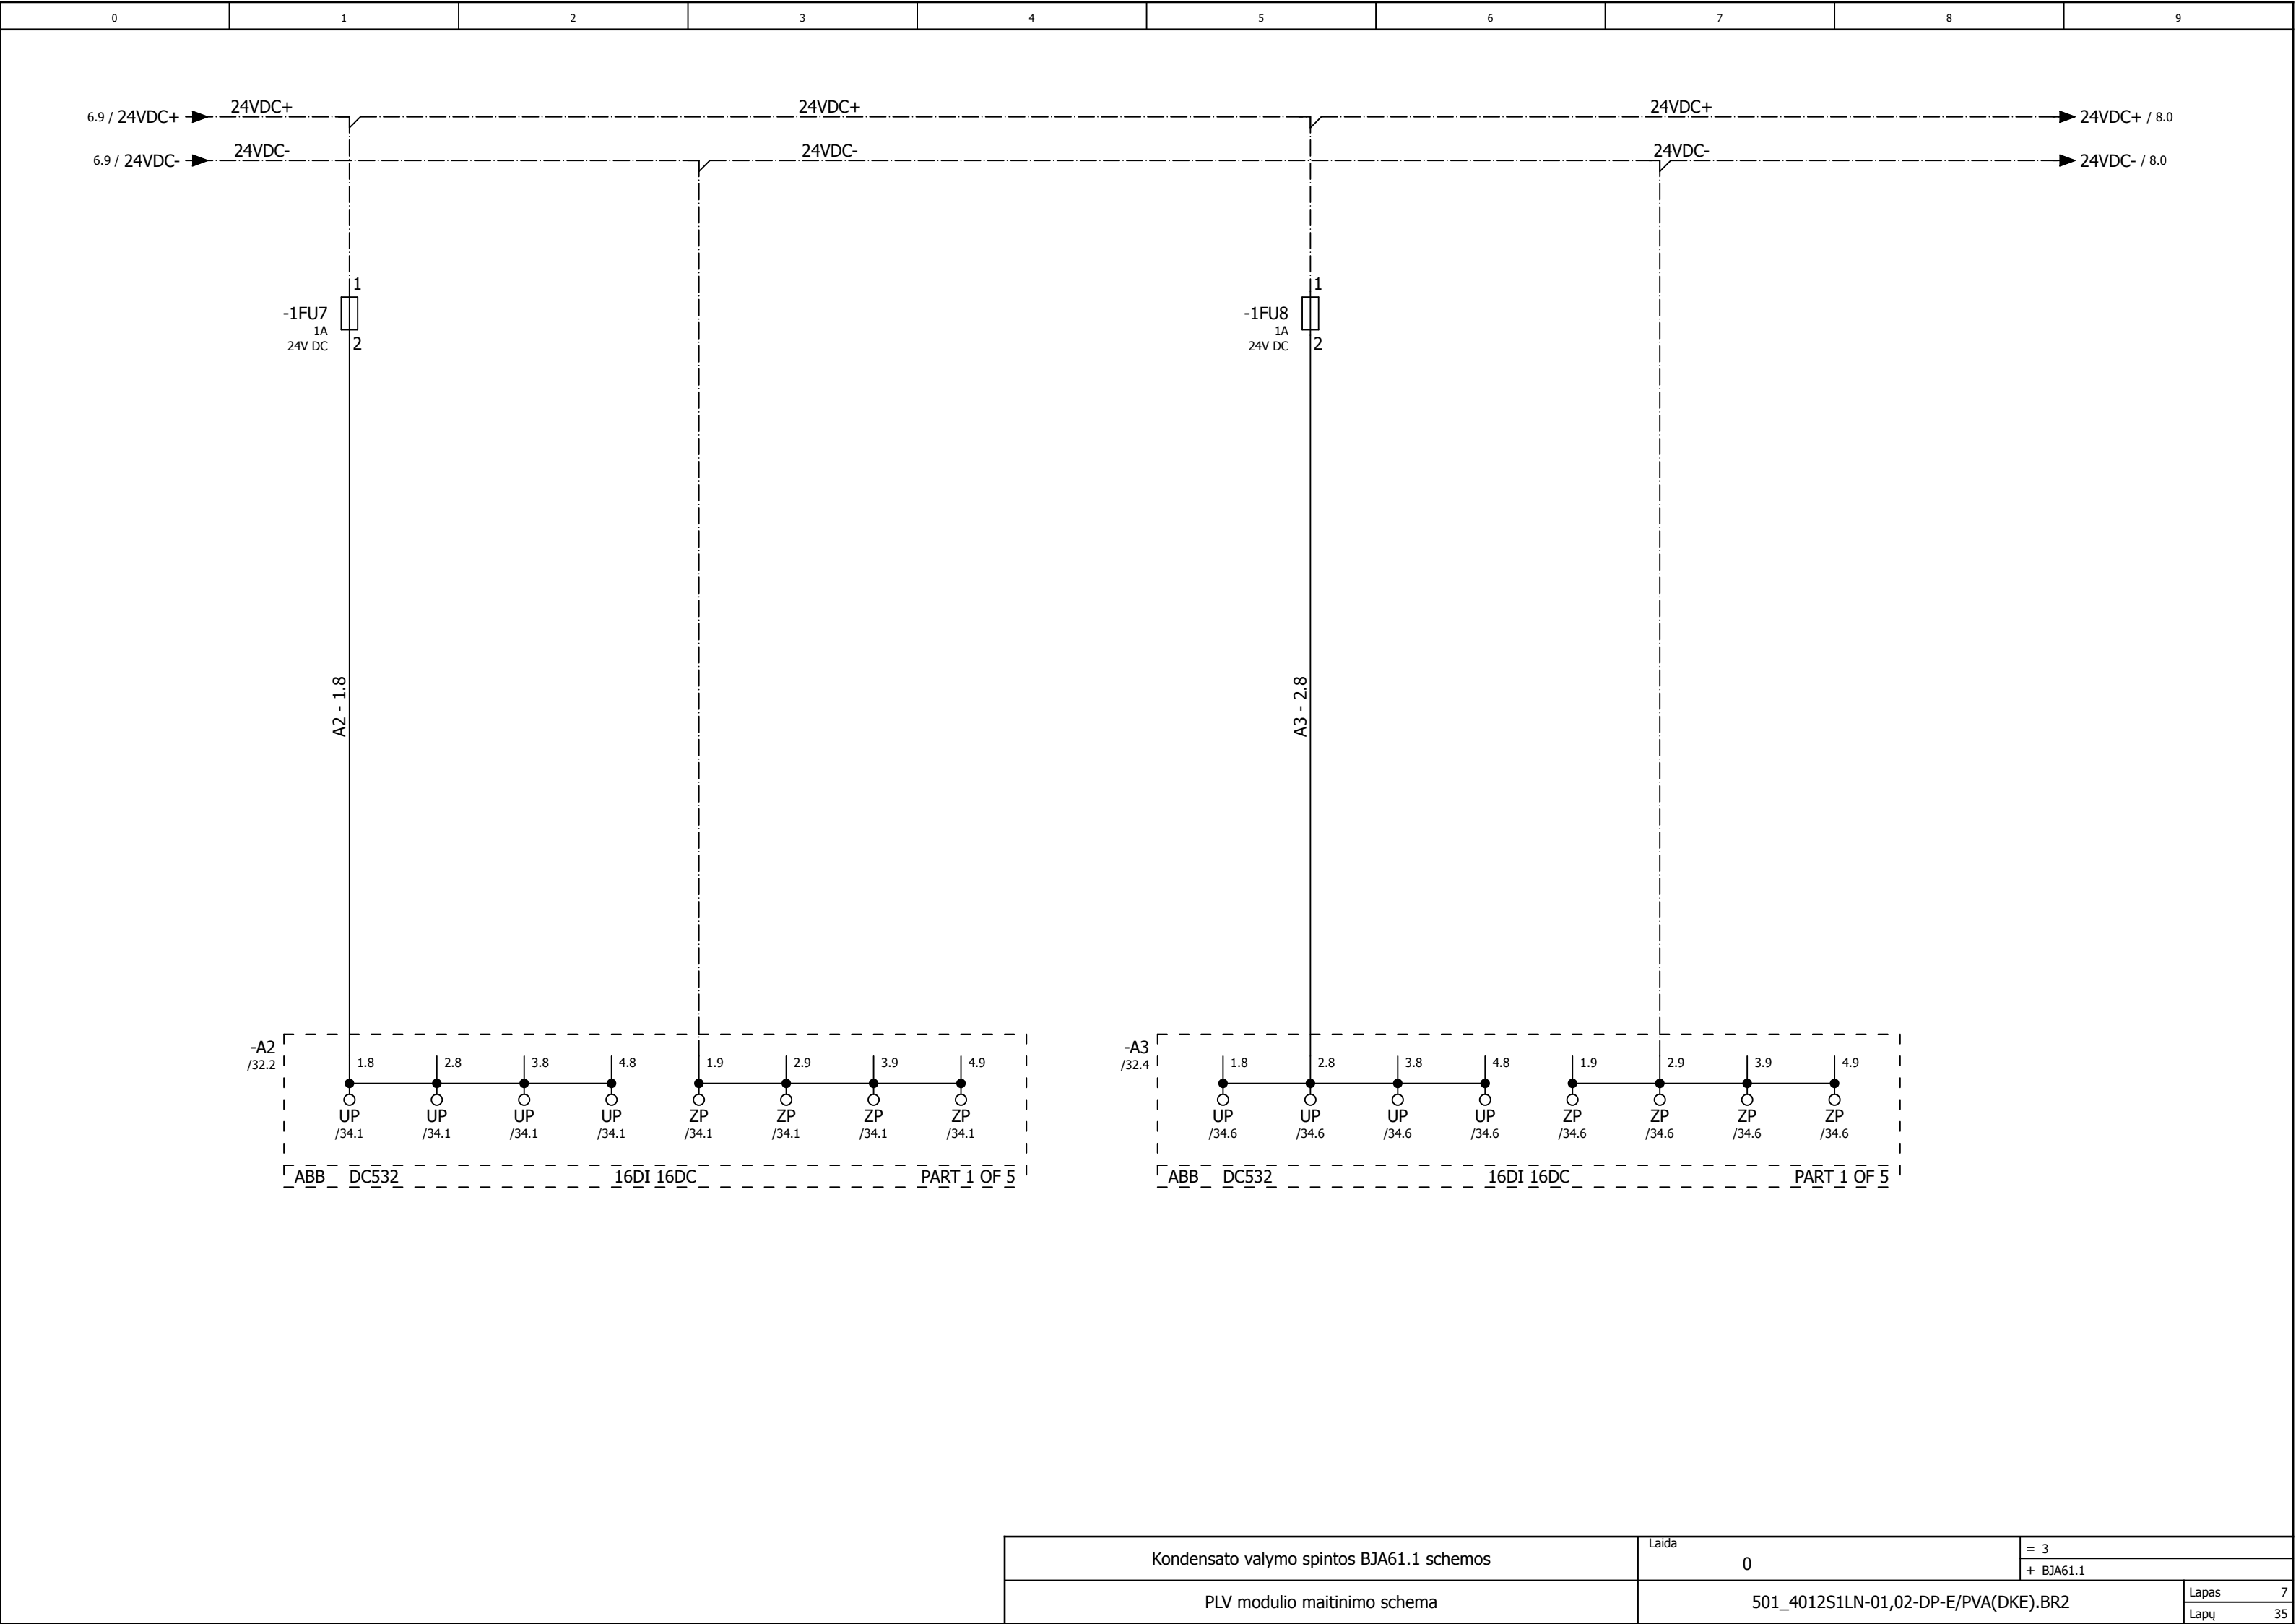 0 1 2 3 4 5 6 7 8 9
6.9 / 24VDC+ 24VDC+ 24VDC+ 24VDC+ 24VDC+ / 8.0
6.9 / 24VDC- 24VDC- 24VDC- 24VDC- 24VDC- / 8.0
1 1
-1FU7 -1FU8
1A 1A
24V DC 2 24V DC 2
A2 - 1.8 A3 - 2.8
-A2
/32.2
1.8 2.8 3.8 4.8 1.9 2.9 3.9 4.9
UP UP UP UP ZP ZP ZP ZP
/34.1 /34.1 /34.1 /34.1 /34.1 /34.1 /34.1 /34.1
ABB DC532 16DI 16DC PART 1 OF 5
-A3
/32.4
1.8 2.8 3.8 4.8 1.9 2.9 3.9 4.9
UP UP UP UP ZP ZP ZP ZP
/34.6 /34.6 /34.6 /34.6 /34.6 /34.6 /34.6 /34.6
ABB DC532 16DI 16DC PART 1 OF 5
Kondensato valymo spintos BJA61.1 schemos
Laida
0
= 3
+ BJA61.1
PLV modulio maitinimo schema
501_4012S1LN-01,02-DP-E/PVA(DKE).BR2
Lapas 7
Lapų 35